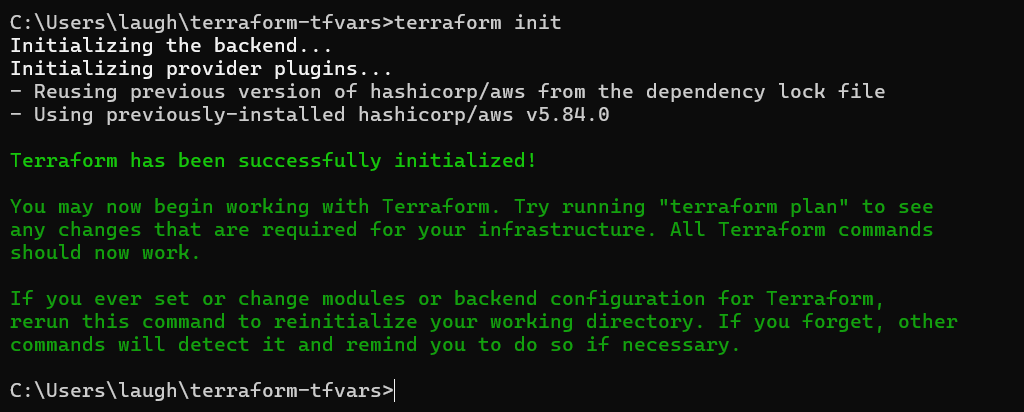 C:\Users\laugh\terraform-tfvars>terraform init
Initializing the backend...
Initializing provider plugins...
- Reusing previous version of hashicorp/aws from the dependency lock file
- Using previously-installed hashicorp/aws v5.84.0
Terraform has been successfully initialized!
You may now begin working with Terraform. Try running "terraform plan" to see
any changes that are required for your infrastructure. All Terraform commands
should now work.
If you ever set or change modules or backend configuration for Terraform,
rerun this command to reinitialize your working directory. If you forget, other
commands will detect it and remind you to do so if necessary.
C:\Users\laugh\terraform-tfvars>